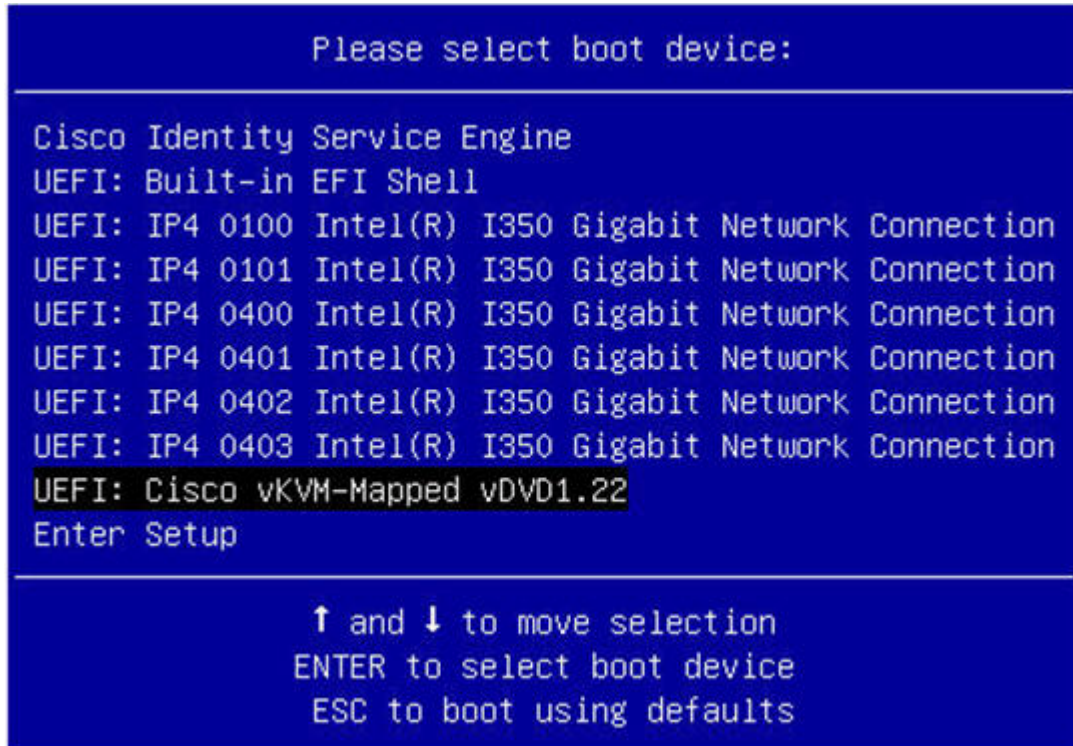 Please select boot device:
Cisco Identity Service Engine
UEFI: Built-in EFI Shell
UEFI: IP4 0100 Intel(R) I350 Gigabit Network Connection
UEFI: IP4 0101 Intel(R) I350 Gigabit Network Connection
UEFI: IP4 0400 Intel(R) I350 Gigabit Network Connection
UEFI: IP4 0401 Intel(R) I350 Gigabit Network Connection
UEFI: IP4 0402 Intel(R) I350 Gigabit Network Connection
UEFI: IP4 0403 Intel(R) I350 Gigabit Network Connection
UEFI: Cisco vKVM-Mapped vDVD1.22
Enter Setup
↑ and ↓ to move selection
ENTER to select boot device
ESC to boot using defaults